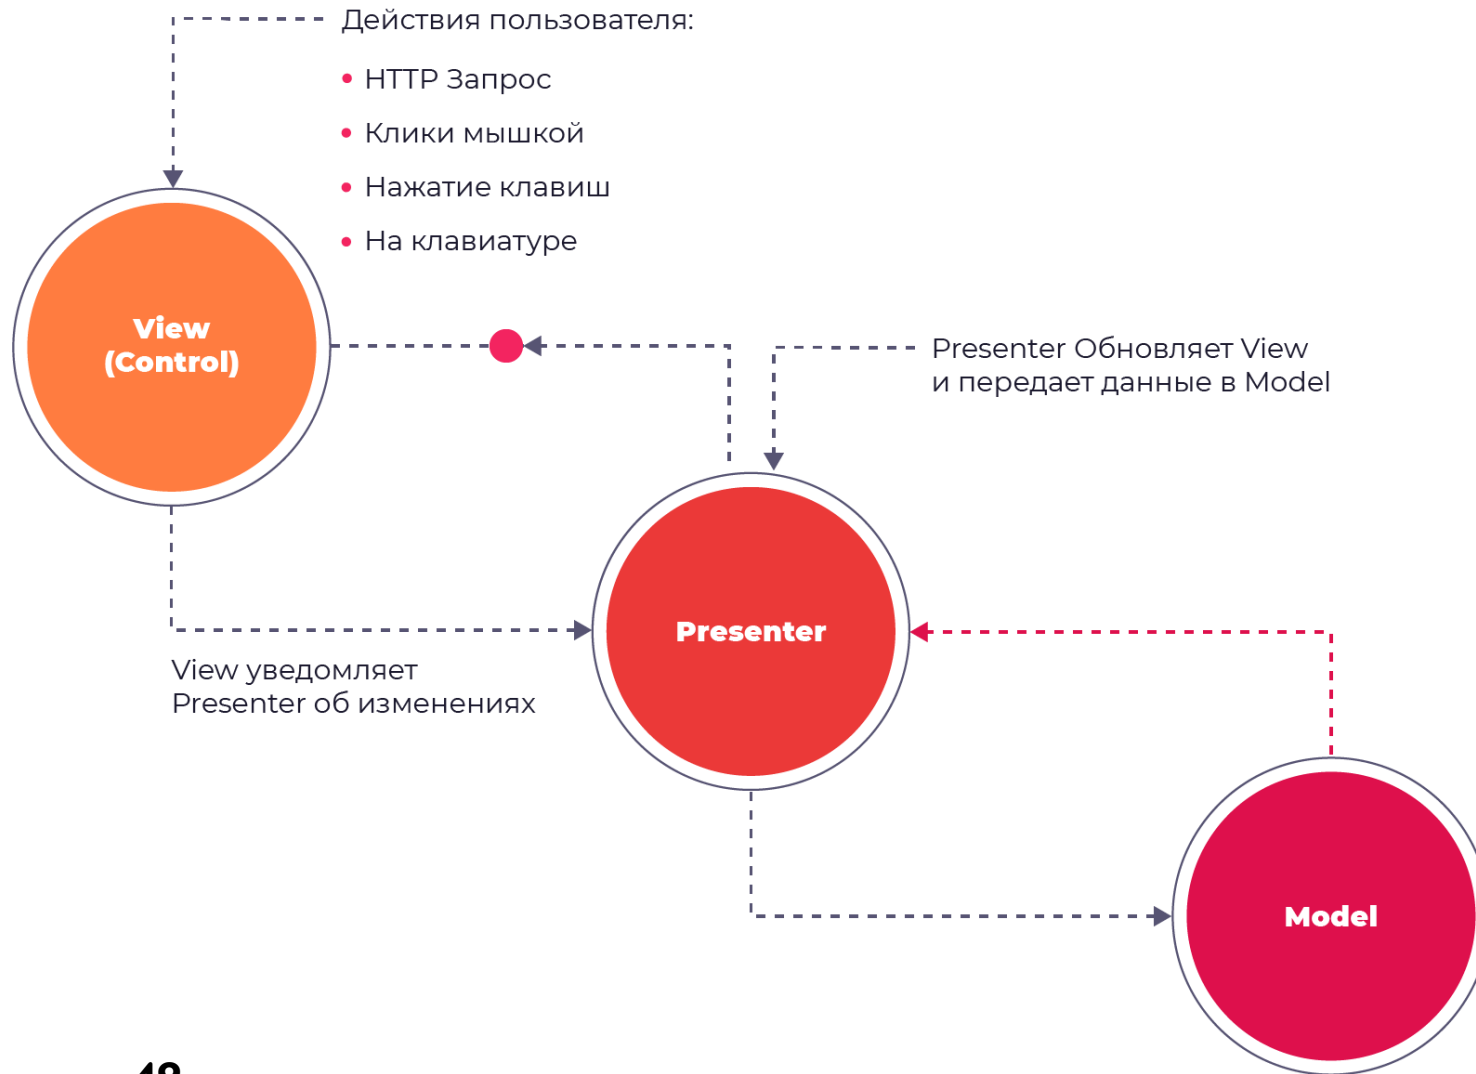 Действия пользователя:
HTTP Запрос
Клики мышкой
Нажатие клавиш
На клавиатуре
View
(Control)
Presenter Обновляет View
и передает данные в Model
Presenter
View уведомляет
Presenter об изменениях
Model